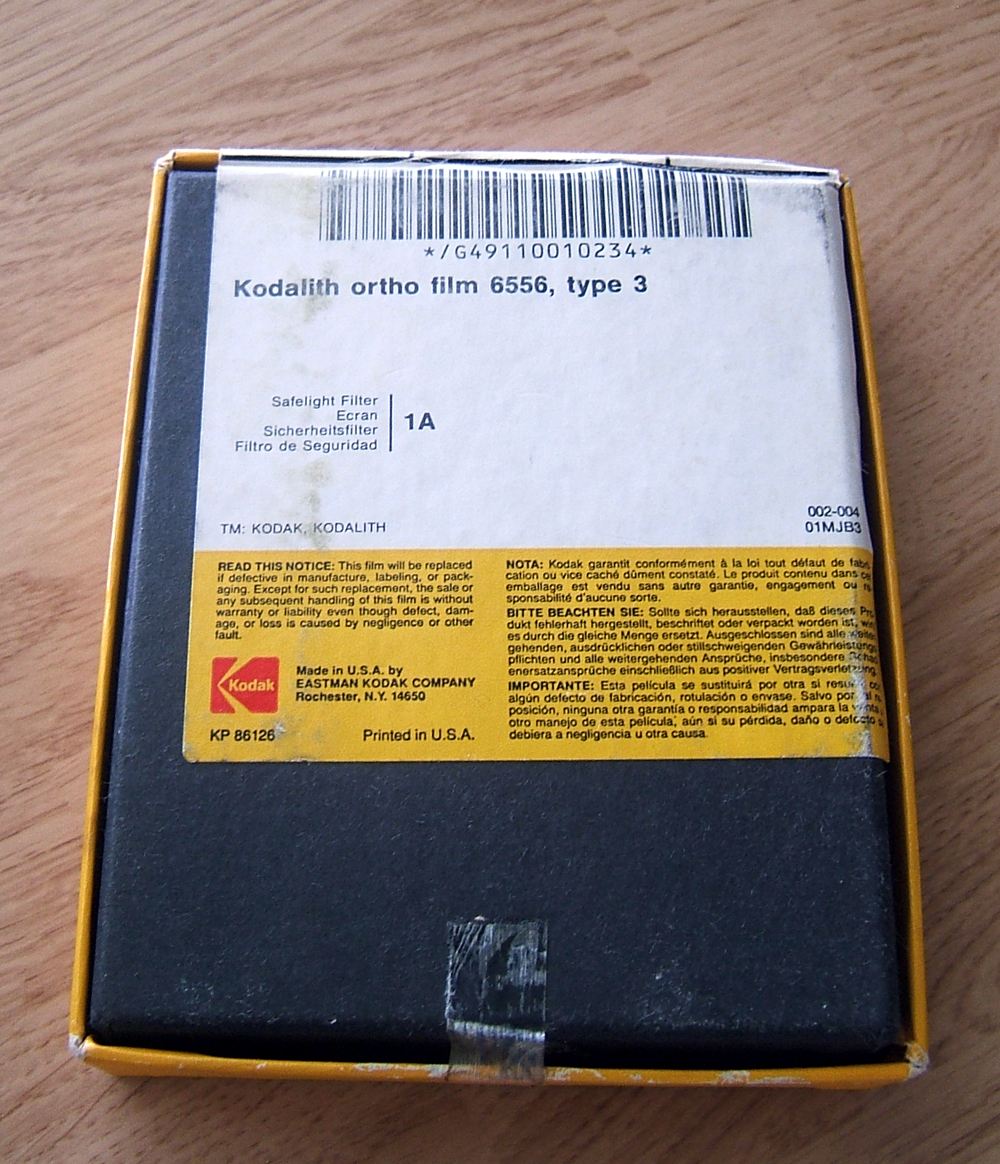 */G49110010234*
Kodalith ortho film 6556, type 3
Safelight Filter
Ecran
Sicherheitsfilter
Filtro de Seguridad
1A
002-004
01MJB3
TM: KODAK, KODALITH
READ THIS NOTICE: This film will be replaced
if defective in manufacture, labeling, or pack-
aging. Except for such replacement, the sale or
any subsequent handling of this film is without
warranty or liability even though defect, dam-
age, or loss is caused by negligence or other
fault.
Kodak
Made in U.S.A. by
EASTMAN KODAK COMPANY
Rochester, N.Y. 14650
KP 86126
Printed in U.S.A.
NOTA: Kodak garantit conformément à la loi tout défaut de fabri
cation ou vice caché dûment constaté. Le produit contenu dans
emballage est vendu sans autre garantie, engagement ou
sponsabilité d'aucune sorte.
BITTE BEACHTEN SIE: Sollte sich herausstellen, daß dieses
dukt fehlerhaft hergestellt, beschriftet oder verpackt worden ist,
es durch die gleiche Menge ersetzt. Ausgeschlossen sind alle
gehenden, ausdrücklichen oder stillschweigenden Gewährleistungs
pflichten und alle weitergehenden Ansprüche, insbesondere
enersatzansprüche einschließlich aus positiver Vertragsverletzung.
IMPORTANTE: Esta película se sustituirá por otra si
algún defecto de fabricación, rotulación o envase. Salvo por
posición, ninguna otra garantía o responsabilidad ampara la
otro manejo de esta película, aún si su pérdida, daño o defecto
debiera a negligencia u otra causa.